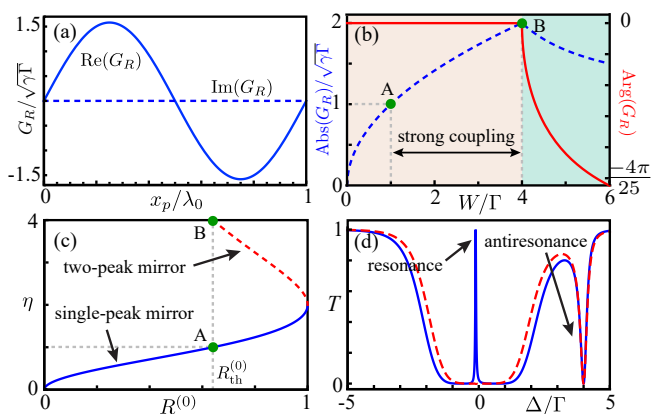 (a)
1.5
0
-1.5
G_R/√γΓ
Re(G_R)
Im(G_R)
0
1
x_p/λ_0
(b)
2
1
0
Abs(G_R)/√γΓ
A
B
strong coupling
0
2
4
6
W/Γ
0
Arg(G_R)
−4π
25
(c)
4
η
0
B
two-peak mirror
single-peak mirror
A
R_th^(0)
0
1
R^(0)
(d)
1
T
0
resonance
antiresonance
-5
0
5
Δ/Γ